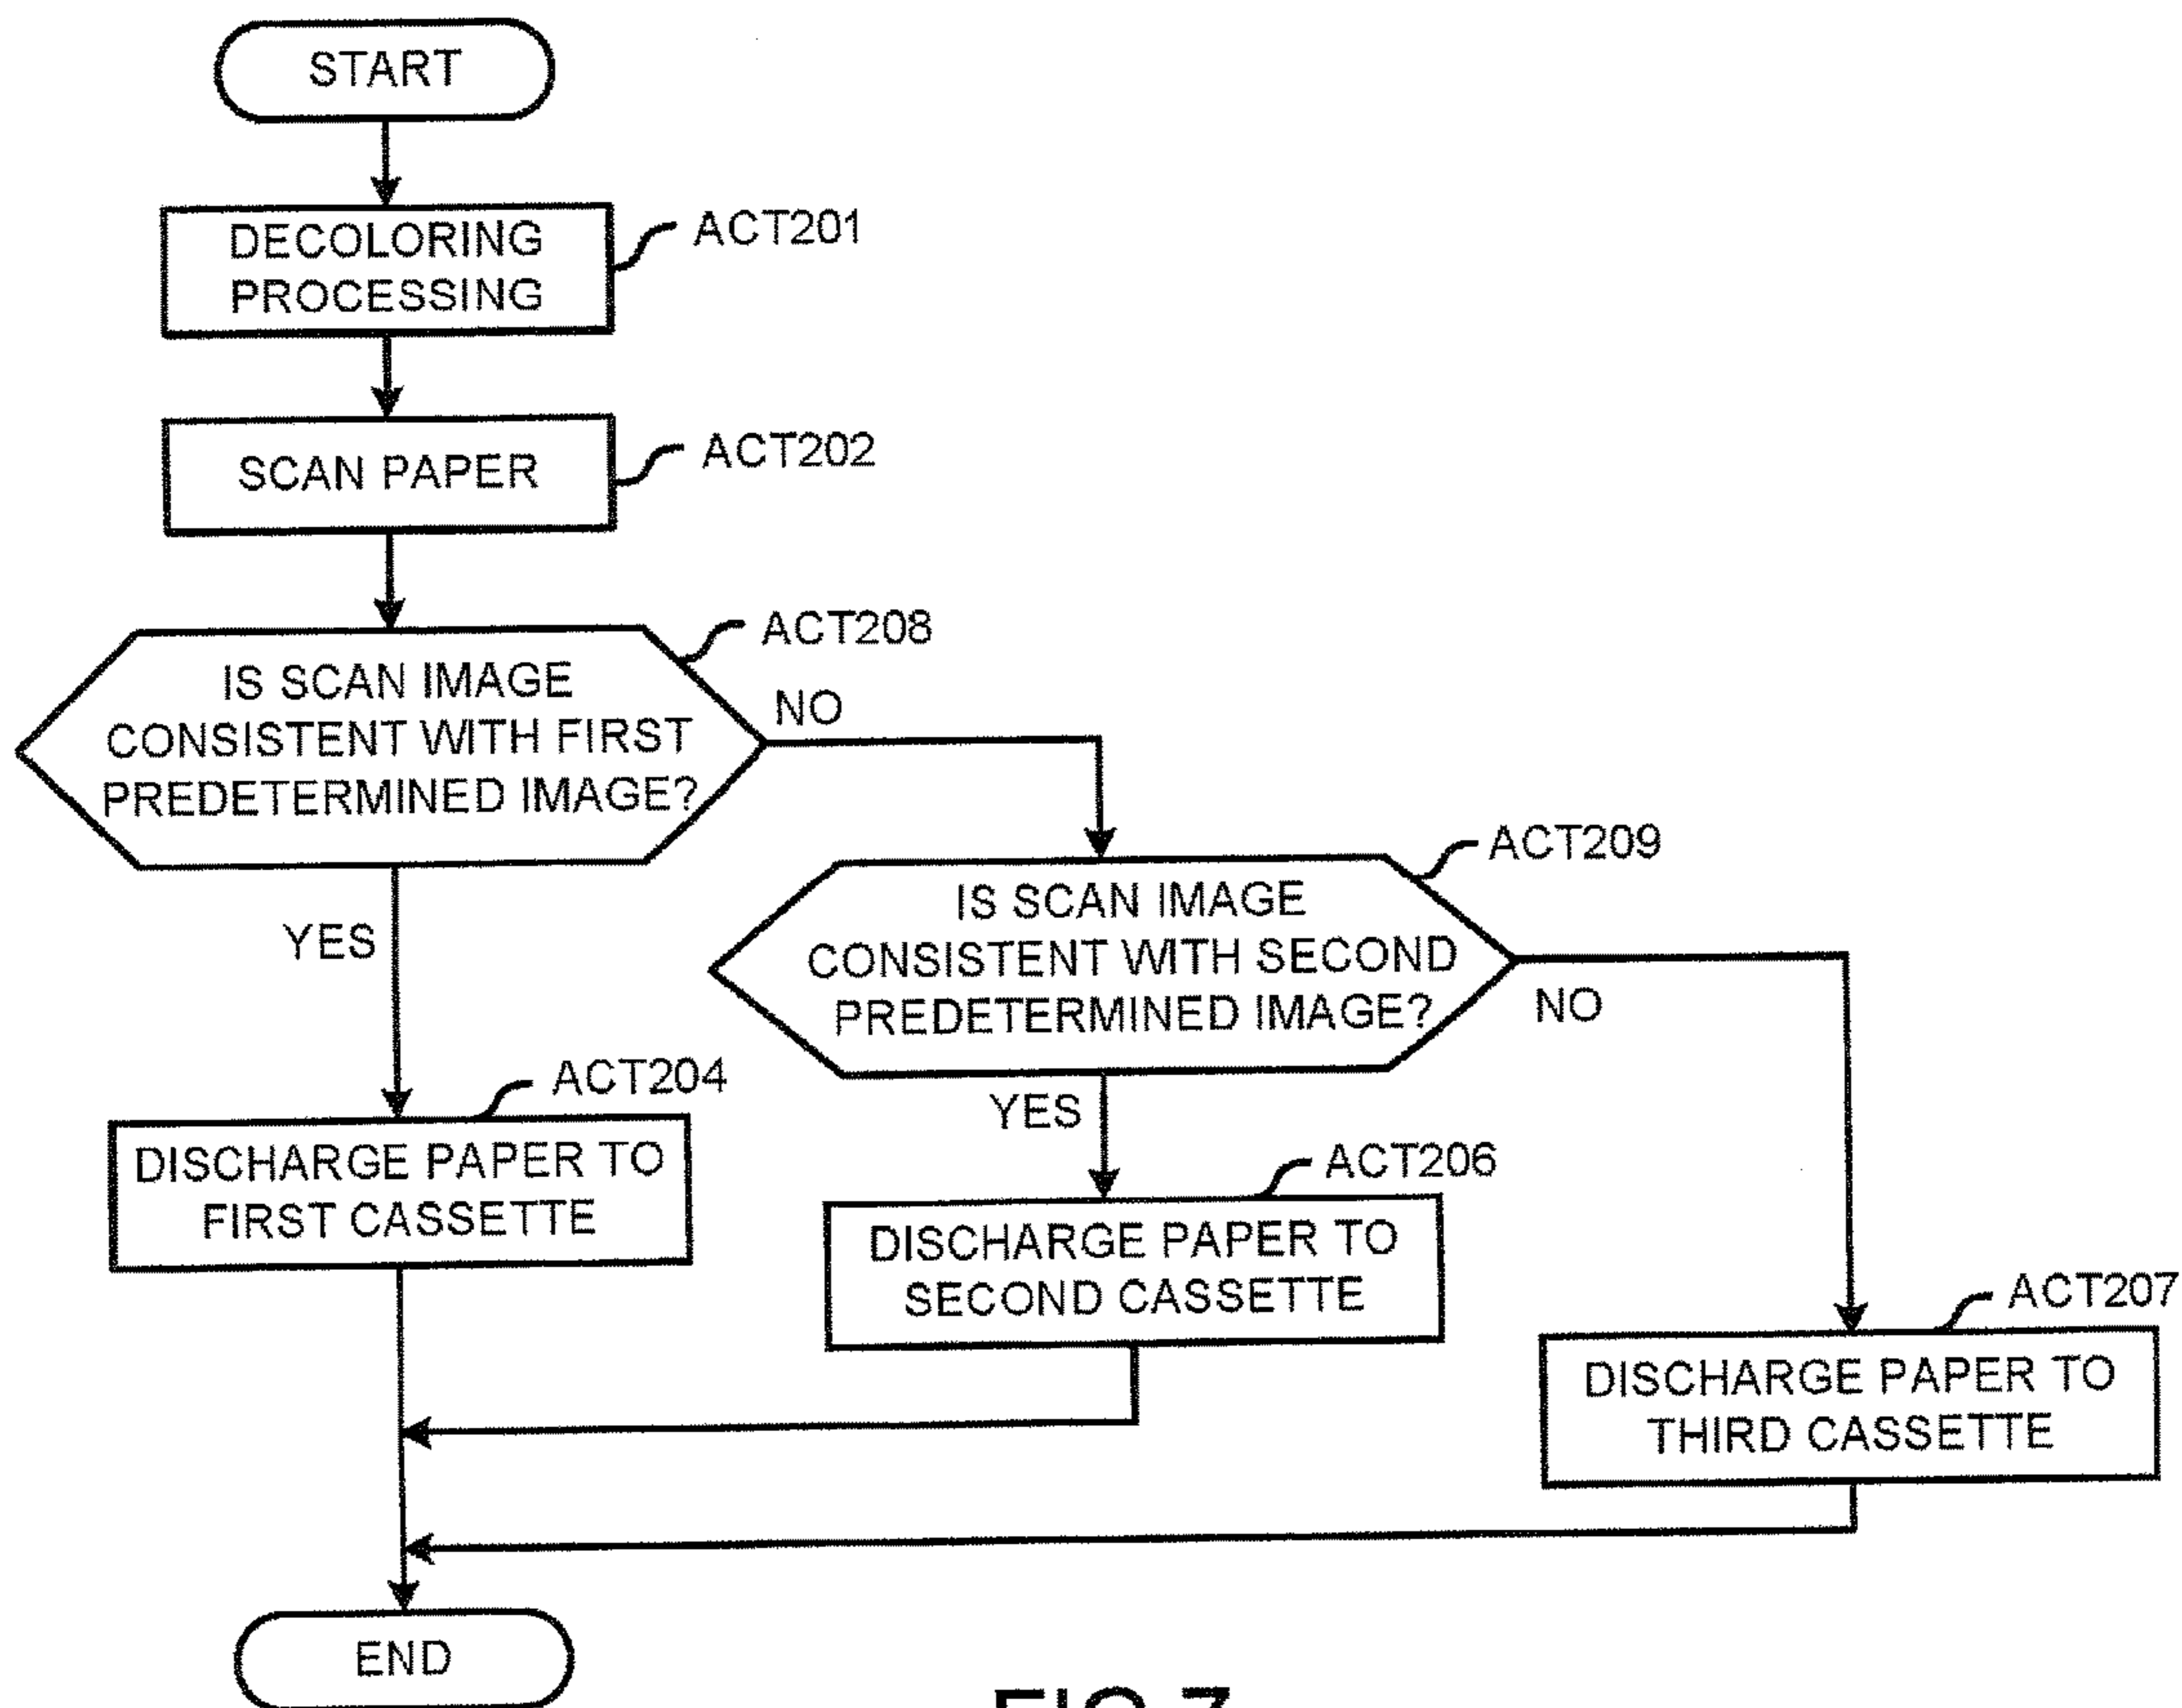 START
DECOLORING
PROCESSING
ACT201
SCAN PAPER
ACT202
IS SCAN IMAGE
CONSISTENT WITH FIRST
PREDETERMINED IMAGE?
ACT208
NO
YES
IS SCAN IMAGE
CONSISTENT WITH SECOND
PREDETERMINED IMAGE?
ACT209
NO
YES
DISCHARGE PAPER TO
FIRST CASSETTE
ACT204
DISCHARGE PAPER TO
SECOND CASSETTE
ACT206
DISCHARGE PAPER TO
THIRD CASSETTE
ACT207
END
FIG.7